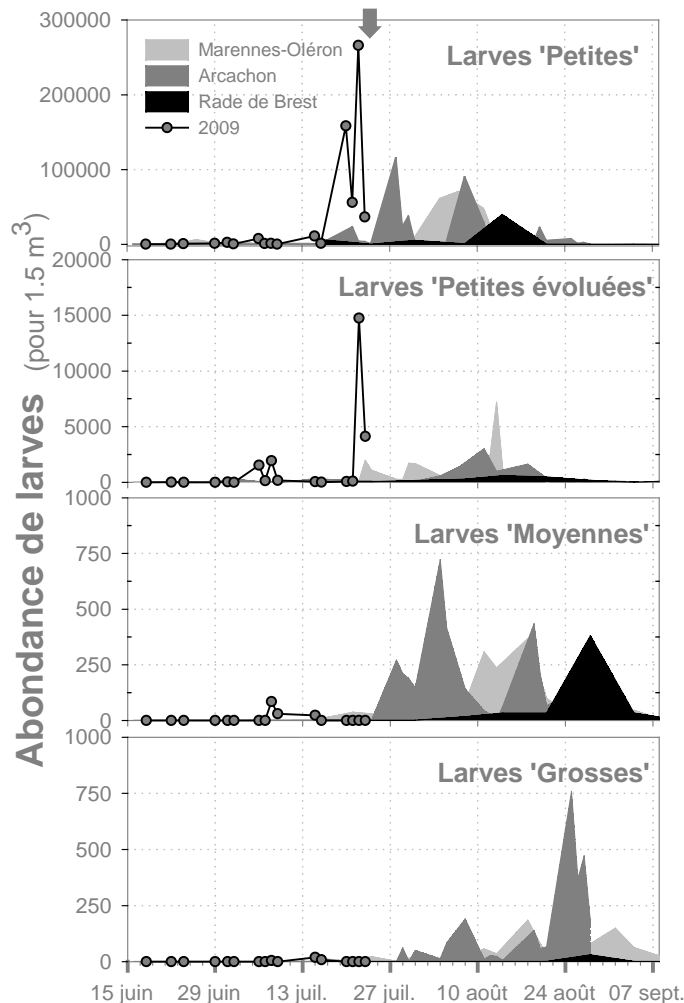 300000
200000
100000
0
Marennes-Oléron
Arcachon
Rade de Brest
2009
Larves 'Petites'
20000
15000
10000
5000
0
Larves 'Petites évoluées'
1000
750
500
250
0
Larves 'Moyennes'
1000
750
500
250
0
Larves 'Grosses'
Abondance de larves (pour 1.5 m³)
15 juin 29 juin 13 juil. 27 juil. 10 août 24 août 07 sept.